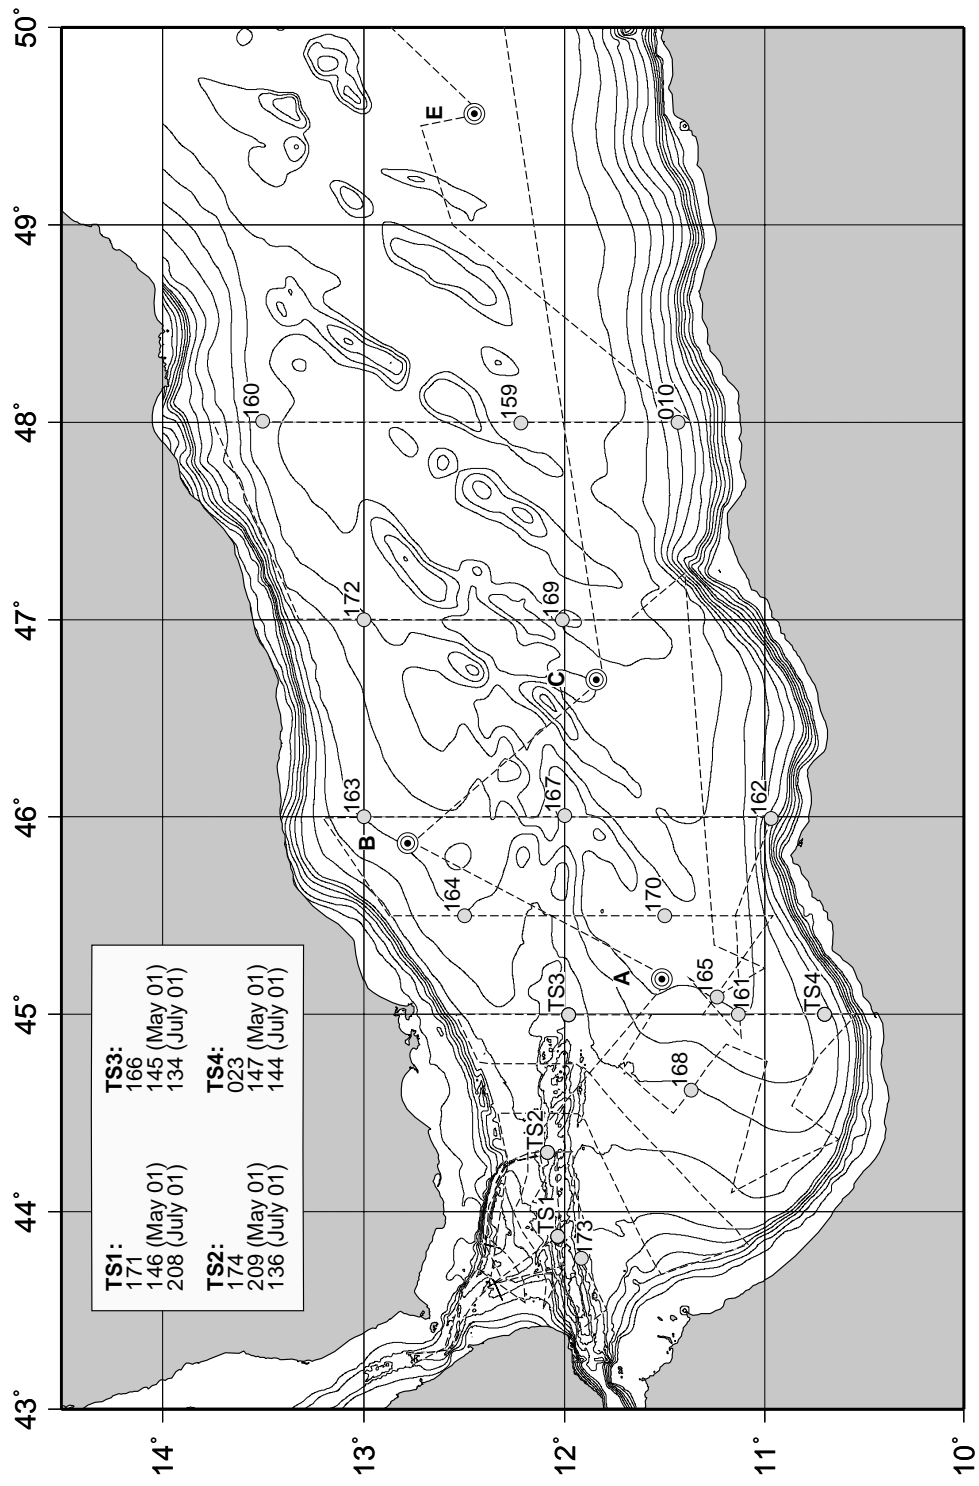 TS1:
171
146 (May 01)
208 (July 01)
TS2:
174
209 (May 01)
136 (July 01)
TS3:
166
145 (May 01)
134 (July 01)
TS4:
023
147 (May 01)
144 (July 01)
14°
13°
12°
11°
10°
43°
44°
45°
46°
47°
48°
49°
50°
160
E
159
010
172
169
C
163
B
167
162
164
170
A
165
161
TS3
TS4
168
TS2
TS1
173